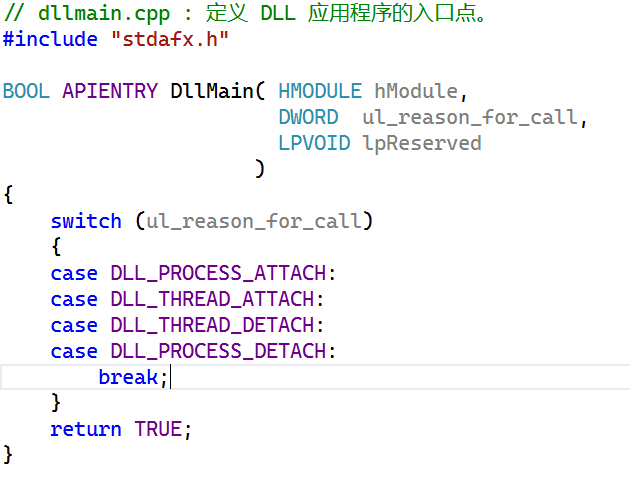 // dllmain.cpp : 定义 DLL 应用程序的入口点。
#include "stdafx.h"

BOOL APIENTRY DllMain( HMODULE hModule,
                       DWORD  ul_reason_for_call,
                       LPVOID lpReserved
                     )
{
    switch (ul_reason_for_call)
    {
    case DLL_PROCESS_ATTACH:
    case DLL_THREAD_ATTACH:
    case DLL_THREAD_DETACH:
    case DLL_PROCESS_DETACH:
        break;
    }
    return TRUE;
}